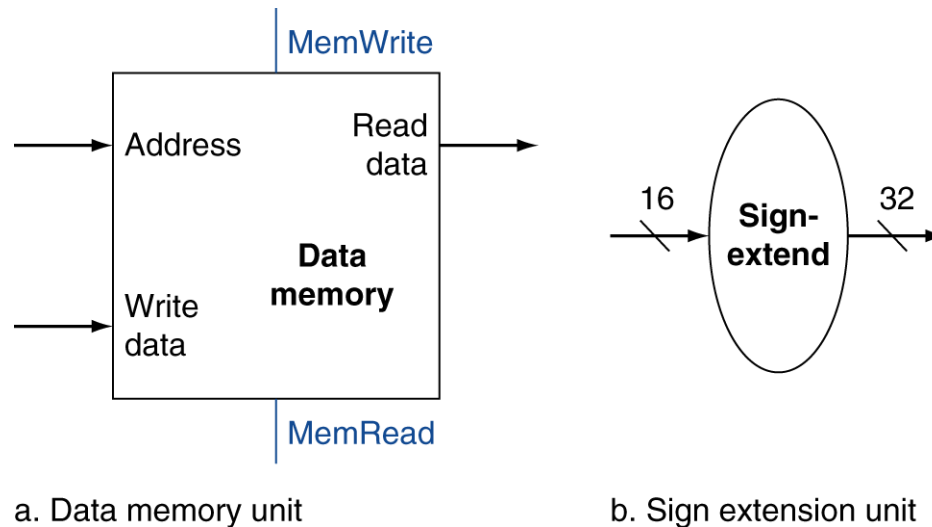 MemWrite
Address
Read
data
Data
memory
Write
data
MemRead
a. Data memory unit
16
Sign-
extend
32
b. Sign extension unit